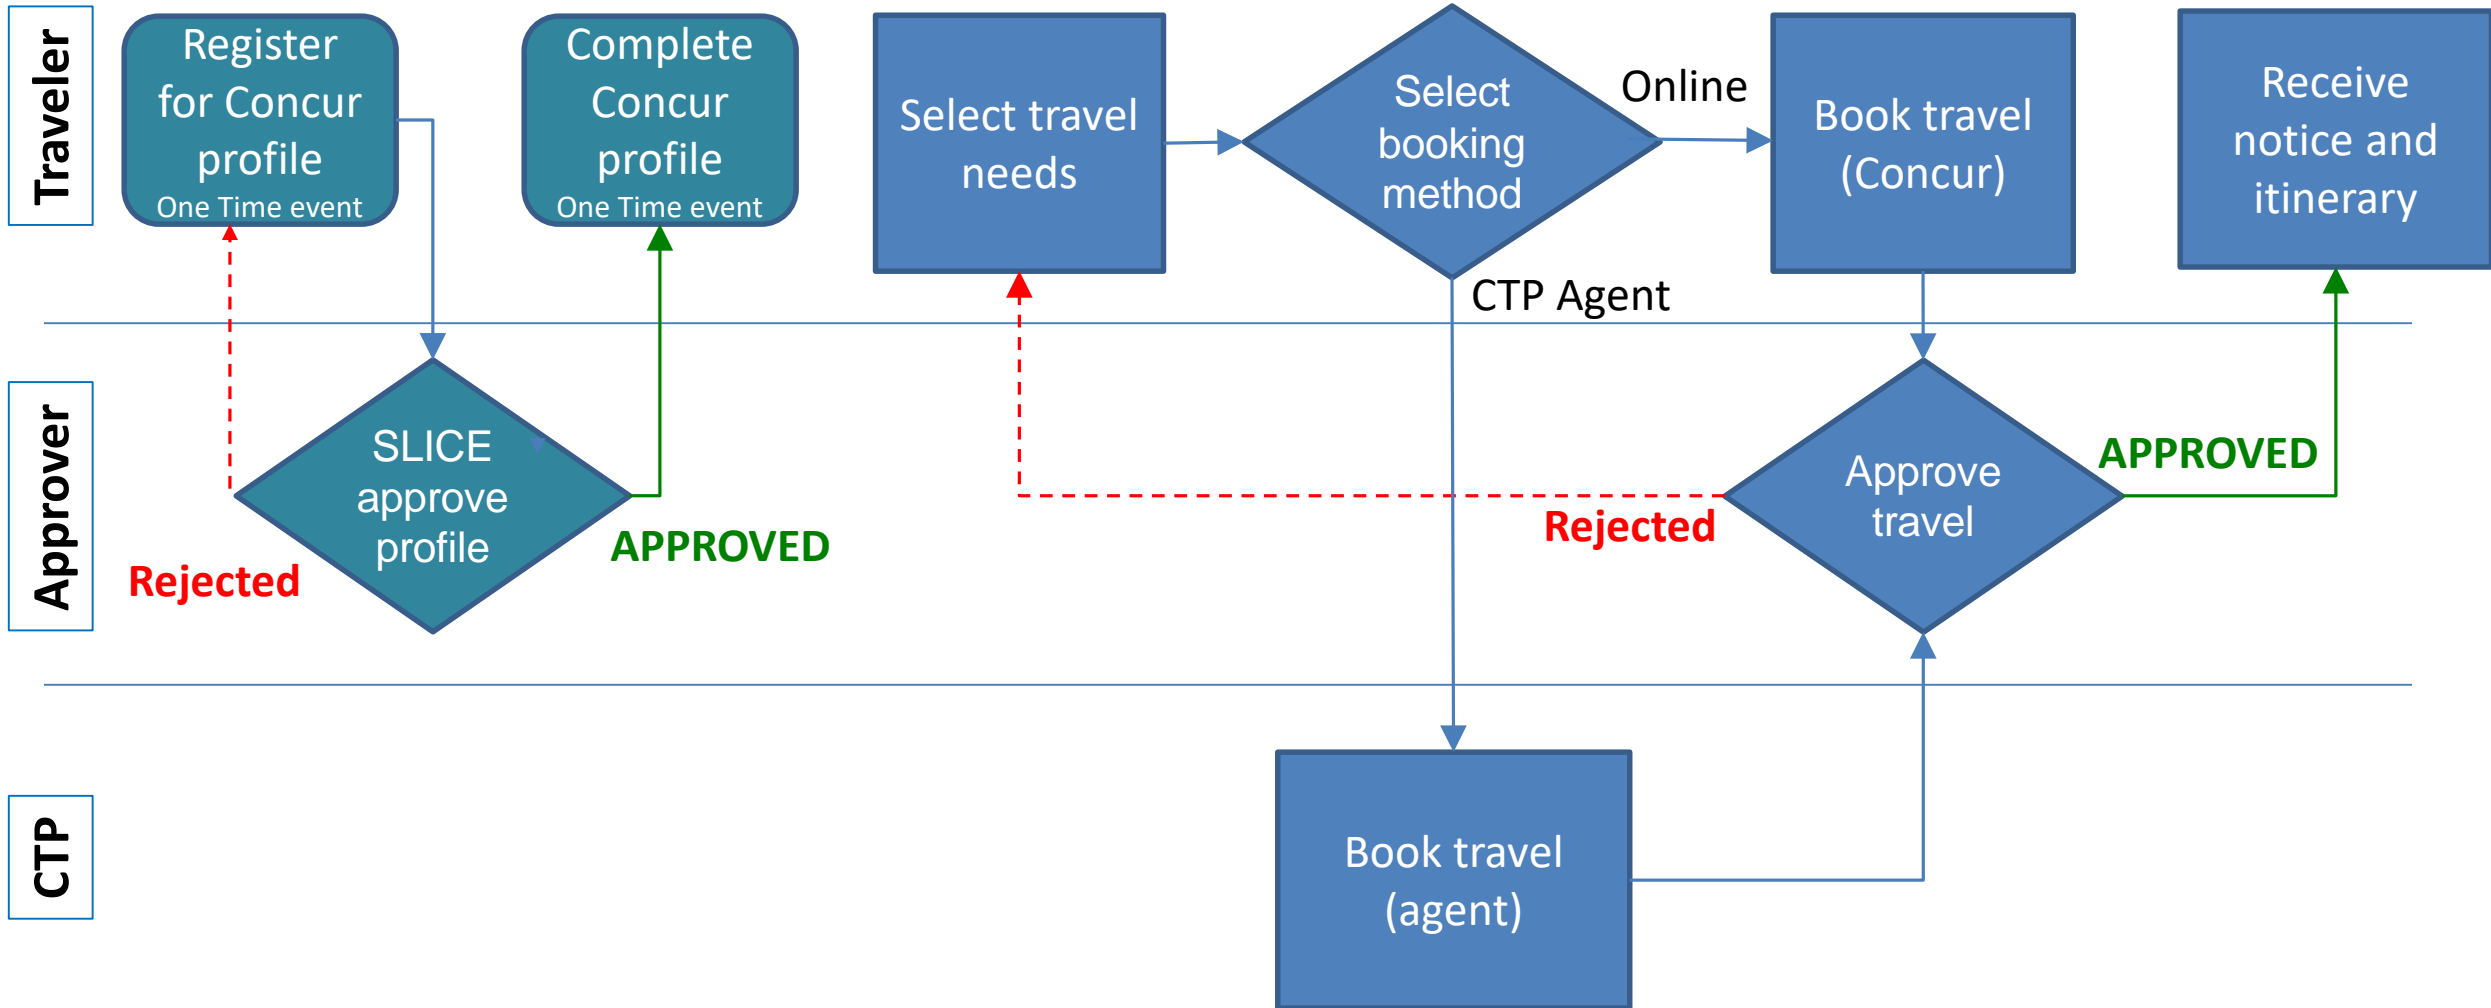 Traveler
Register
for Concur
profile
One Time event
Complete
Concur
profile
One Time event
Select travel
needs
Select
booking
method
Online
CTP Agent
Book travel
(Concur)
Receive
notice and
itinerary
Approver
SLICE
approve
profile
Rejected
APPROVED
Rejected
Approve
travel
APPROVED
CTP
Book travel
(agent)